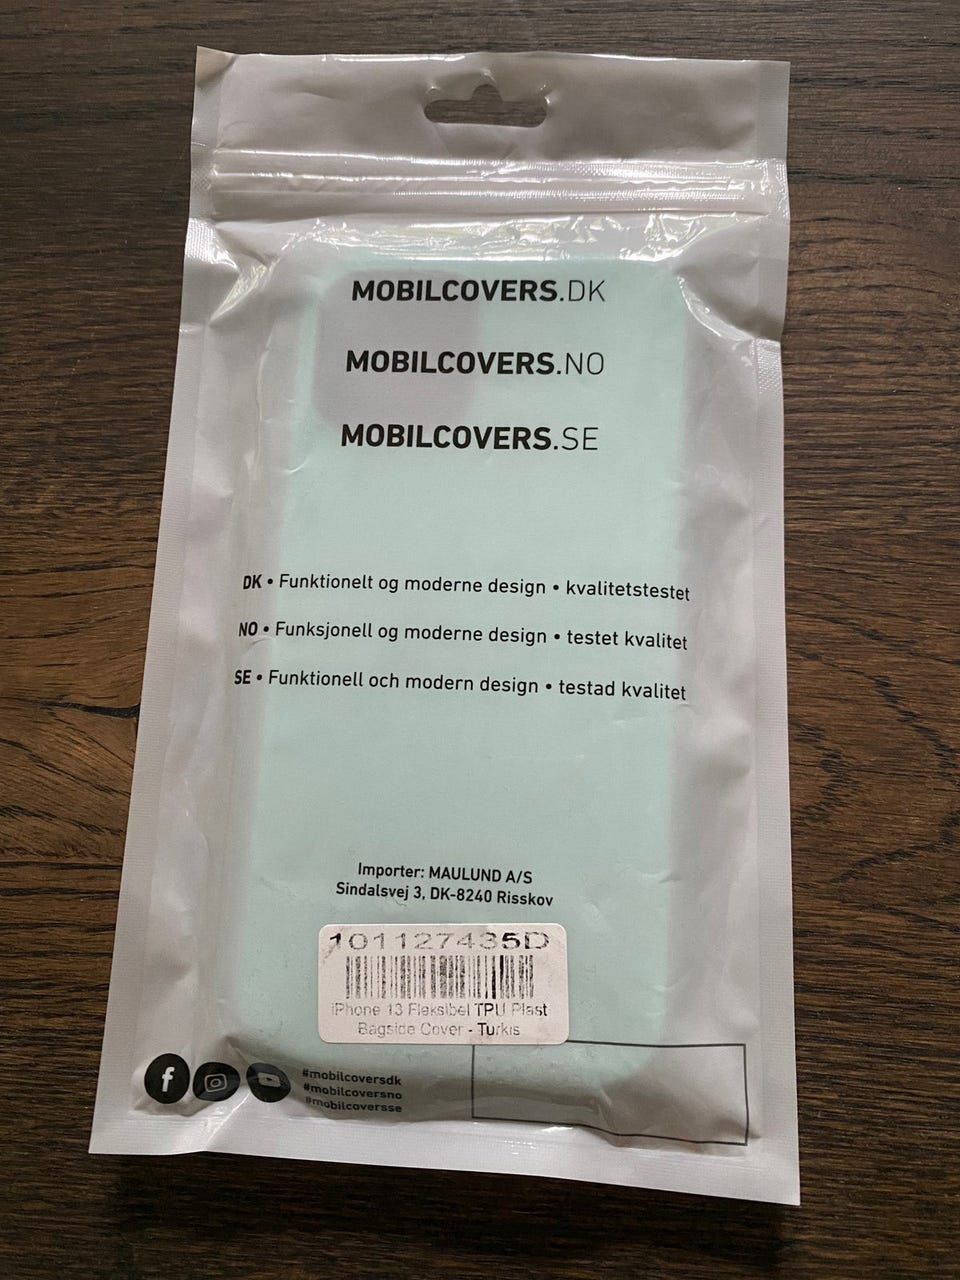 MOBILCOVERS.DK
MOBILCOVERS.NO
MOBILCOVERS.SE
DK • Funktionelt og moderne design • kvalitetstestet
NO • Funksjonell og moderne design • testet kvalitet
SE • Funktionell och modern design • testad kvalitet
Importer: MAULUND A/S
Sindalsvej 3, DK-8240 Risskov
101127435D
iPhone 13 Fleksibel TPU Plast
Bagside Cover - Turkis
#mobilcoversdk
#mobilcoversno
#mobilcoversse